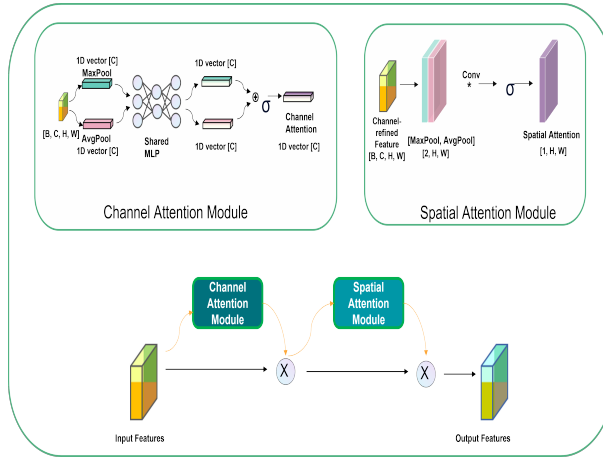 1D vector [C]
MaxPool
[B, C, H, W]
AvgPool
1D vector [C]
Shared
MLP
1D vector [C]
1D vector [C]
+
σ
Channel
Attention
1D vector [C]
Channel Attention Module
Channel-
refined
Feature
[B, C, H, W]
[MaxPool, AvgPool]
[2, H, W]
Conv
*
σ
Spatial Attention
[1, H, W]
Spatial Attention Module
Channel
Attention
Module
Spatial
Attention
Module
X
X
Input Features
Output Features